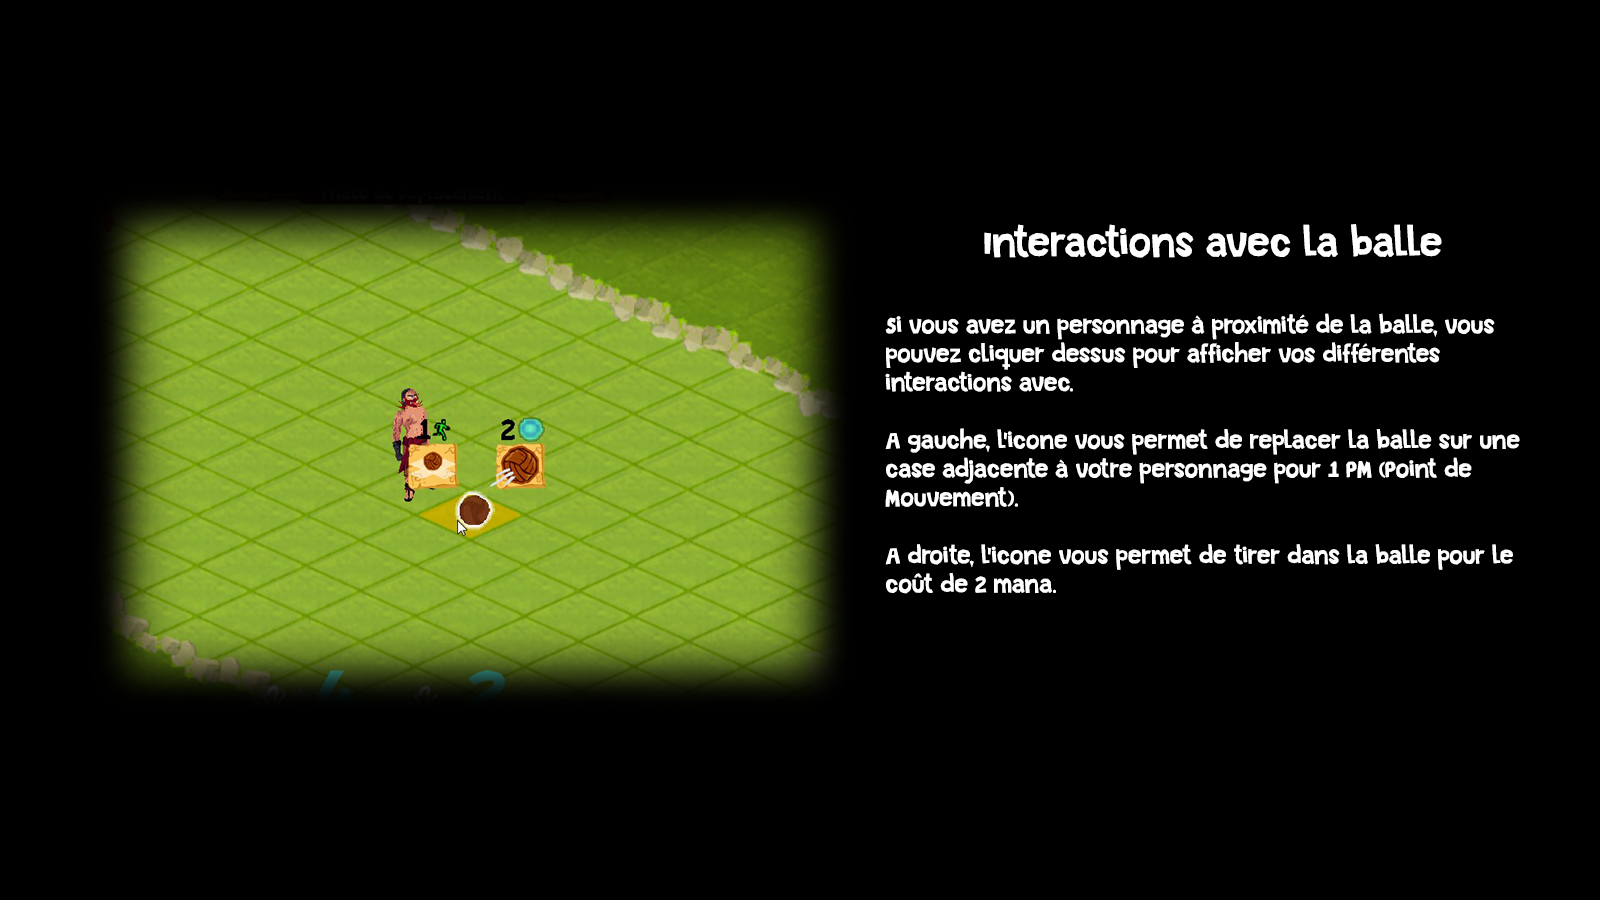 Interactions avec la balle
Si vous avez un personnage à proximité de la balle, vous
pouvez cliquer dessus pour afficher vos différentes
interactions avec.
A gauche, l'icone vous permet de replacer la balle sur une
case adjacente à votre personnage pour 1 PM (Point de
Mouvement).
A droite, l'icone vous permet de tirer dans la balle pour le
coût de 2 mana.
1
2